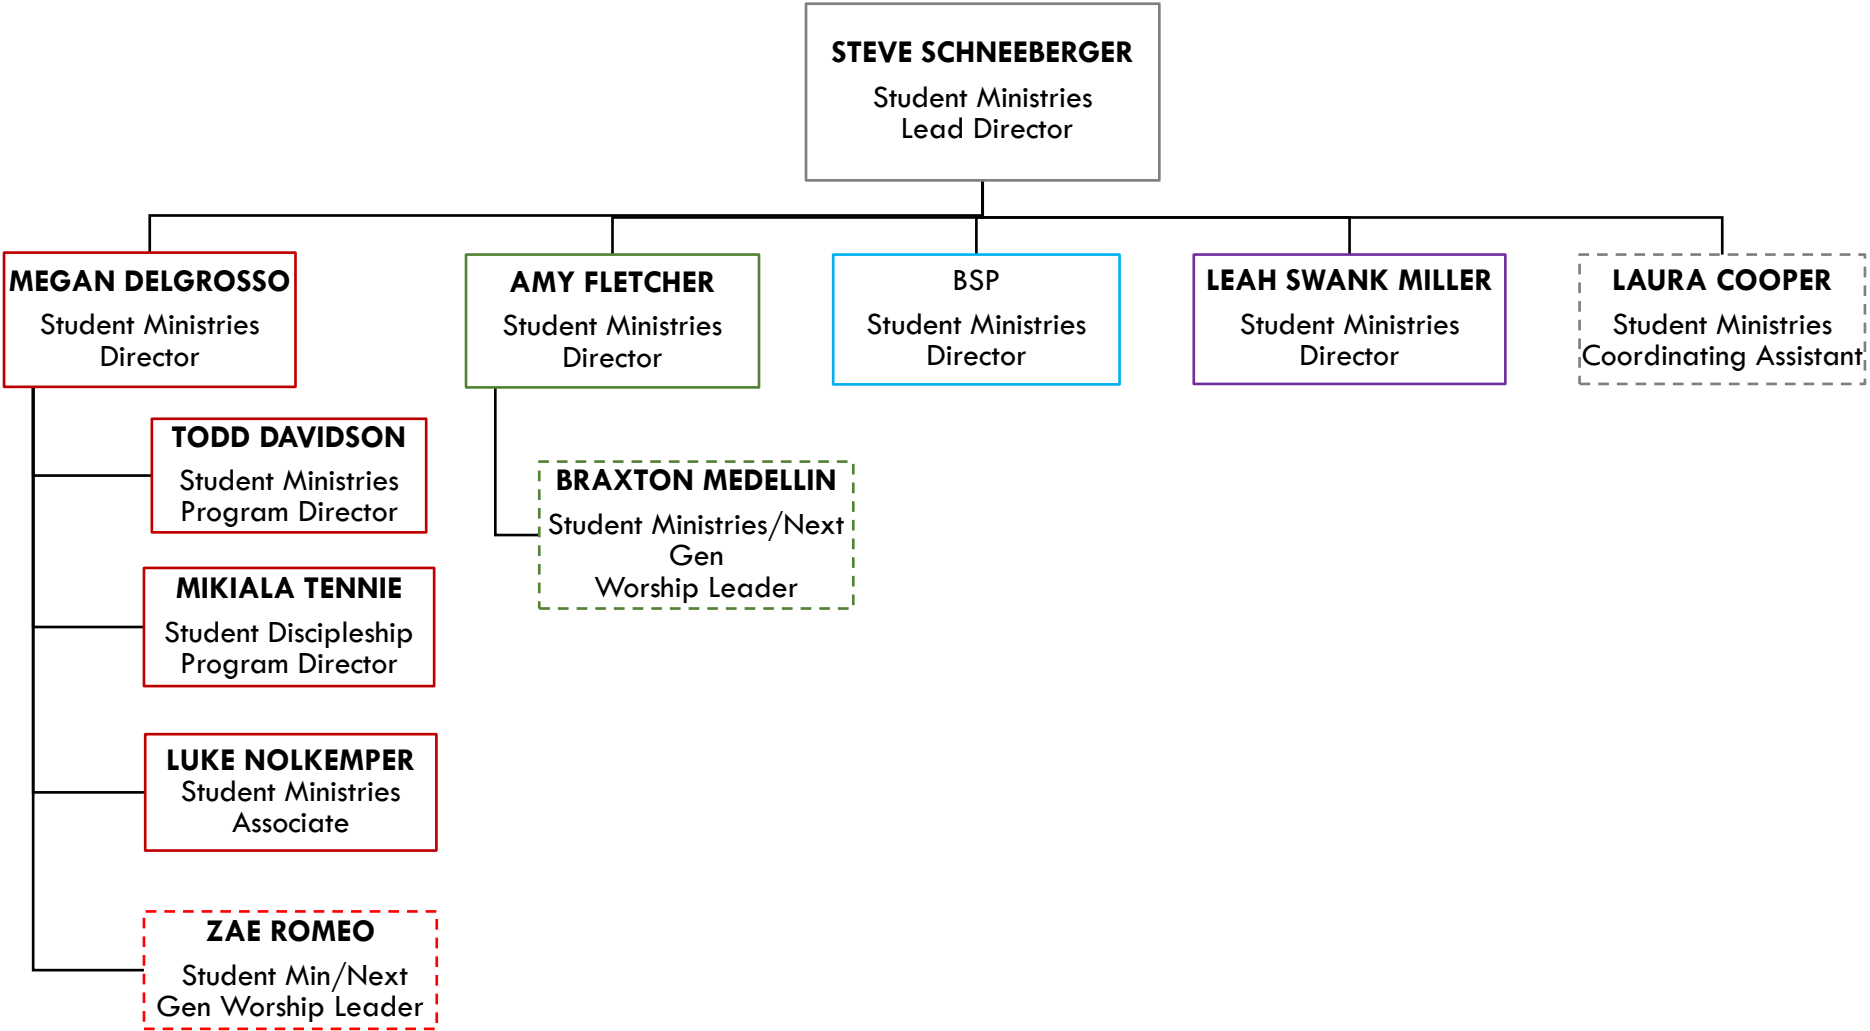 STEVE SCHNEEBERGER
Student Ministries
Lead Director
MEGAN DELGROSSO
Student Ministries
Director
AMY FLETCHER
Student Ministries
Director
BSP
Student Ministries
Director
LEAH SWANK MILLER
Student Ministries
Director
LAURA COOPER
Student Ministries
Coordinating Assistant
TODD DAVIDSON
Student Ministries
Program Director
MIKIALA TENNIE
Student Discipleship
Program Director
LUKE NOLKEMPER
Student Ministries
Associate
ZAE ROMEO
Student Min/Next
Gen Worship Leader
BRAXTON MEDELLIN
Student Ministries/Next
Gen
Worship Leader